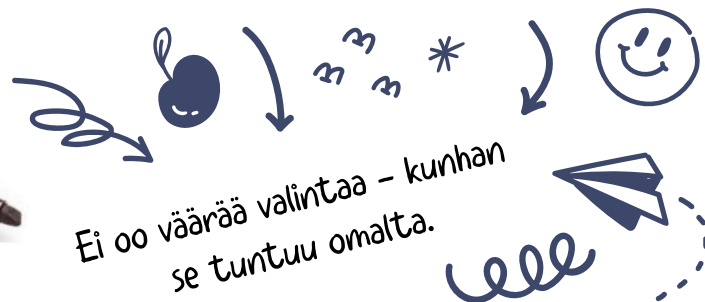 Ei oo väärää valintaa – kunhan
se tuntuu omalta.